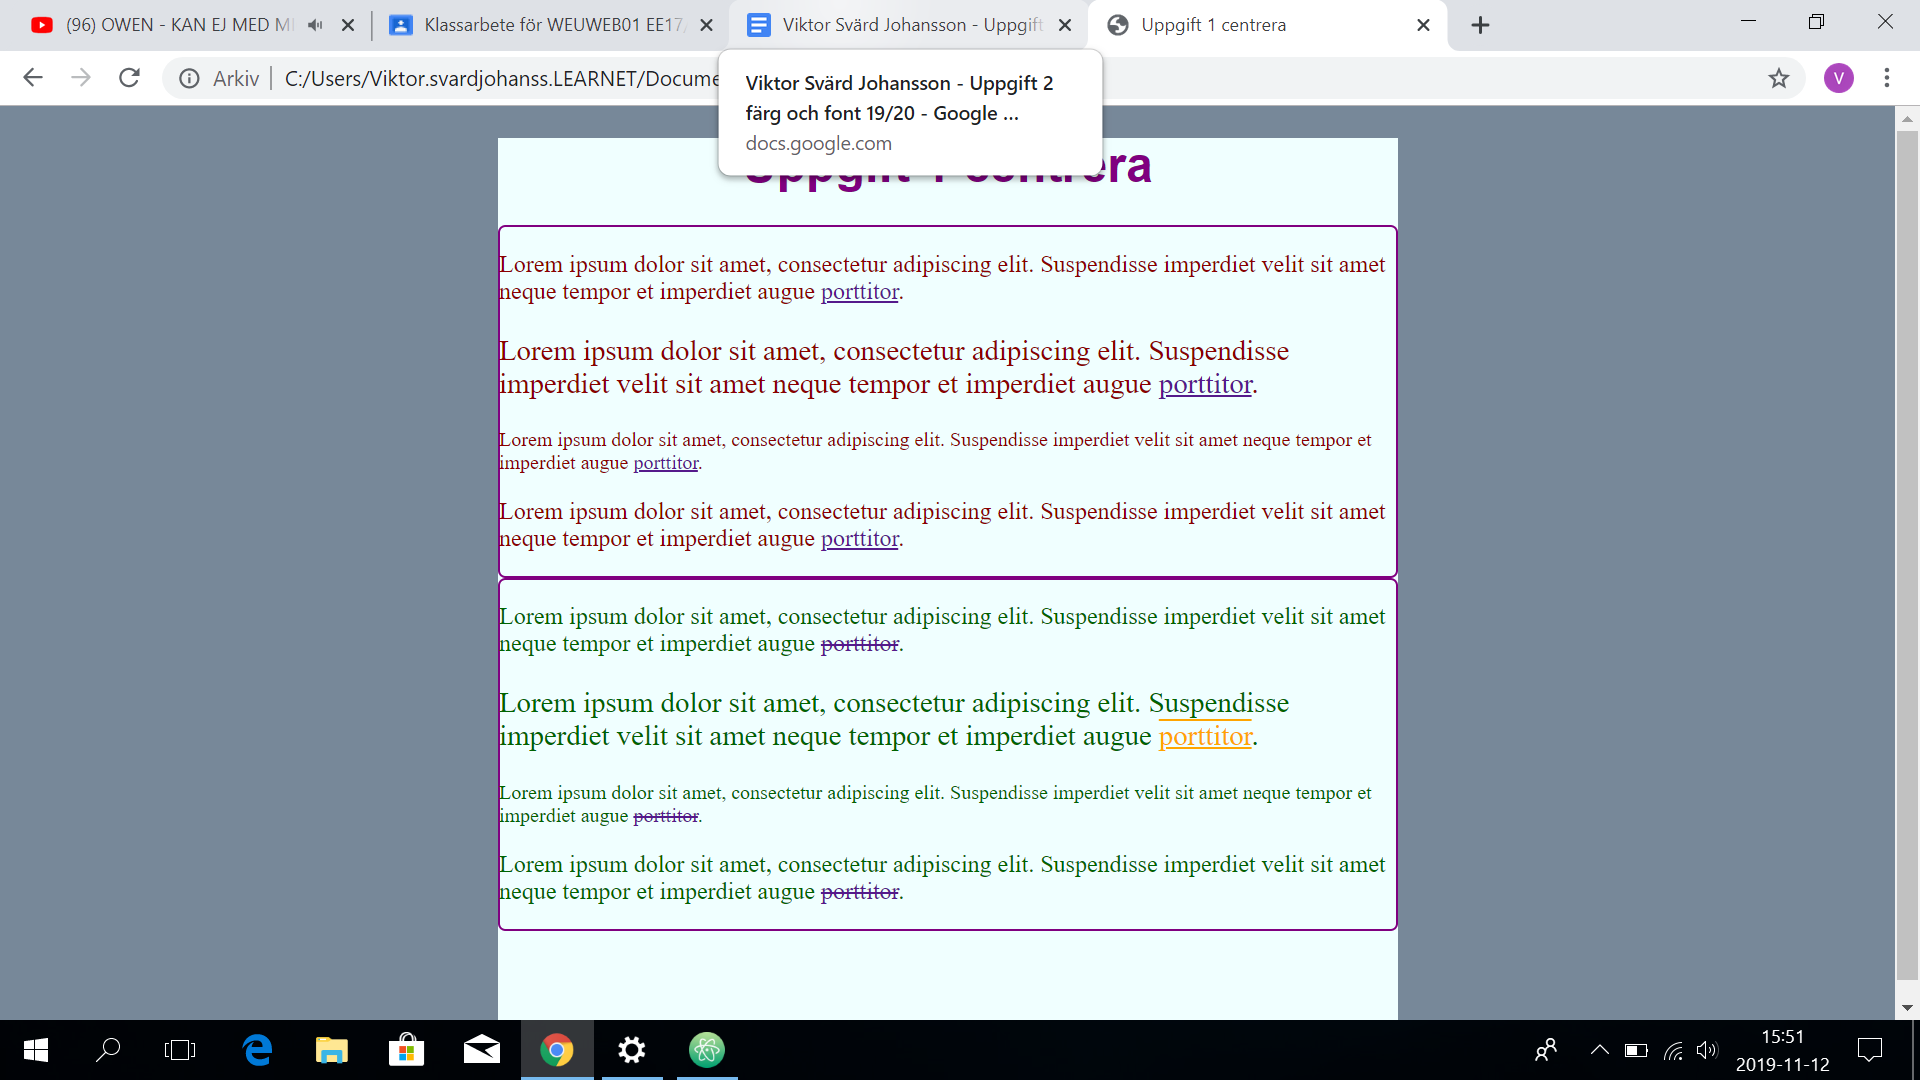 (96) OWEN - KAN EJ MED MI
Klassarbete för WEUWEB01 EE17
Viktor Svärd Johansson - Uppgift
Uppgift 1 centrera
Arkiv
C:/Users/Viktor.svardjohanss.LEARNET/Docume
V
Viktor Svärd Johansson - Uppgift 2
färg och font 19/20 - Google ...
docs.google.com
Uppgift 1 centrera
Lorem ipsum dolor sit amet, consectetur adipiscing elit. Suspendisse imperdiet velit sit amet
neque tempor et imperdiet augue porttitor.
Lorem ipsum dolor sit amet, consectetur adipiscing elit. Suspendisse
imperdiet velit sit amet neque tempor et imperdiet augue porttitor.
Lorem ipsum dolor sit amet, consectetur adipiscing elit. Suspendisse imperdiet velit sit amet neque tempor et
imperdiet augue porttitor.
Lorem ipsum dolor sit amet, consectetur adipiscing elit. Suspendisse imperdiet velit sit amet
neque tempor et imperdiet augue porttitor.
Lorem ipsum dolor sit amet, consectetur adipiscing elit. Suspendisse imperdiet velit sit amet
neque tempor et imperdiet augue porttitor.
Lorem ipsum dolor sit amet, consectetur adipiscing elit. Suspendisse
imperdiet velit sit amet neque tempor et imperdiet augue porttitor.
Lorem ipsum dolor sit amet, consectetur adipiscing elit. Suspendisse imperdiet velit sit amet neque tempor et
imperdiet augue porttitor.
Lorem ipsum dolor sit amet, consectetur adipiscing elit. Suspendisse imperdiet velit sit amet
neque tempor et imperdiet augue porttitor.
15:51
2019-11-12